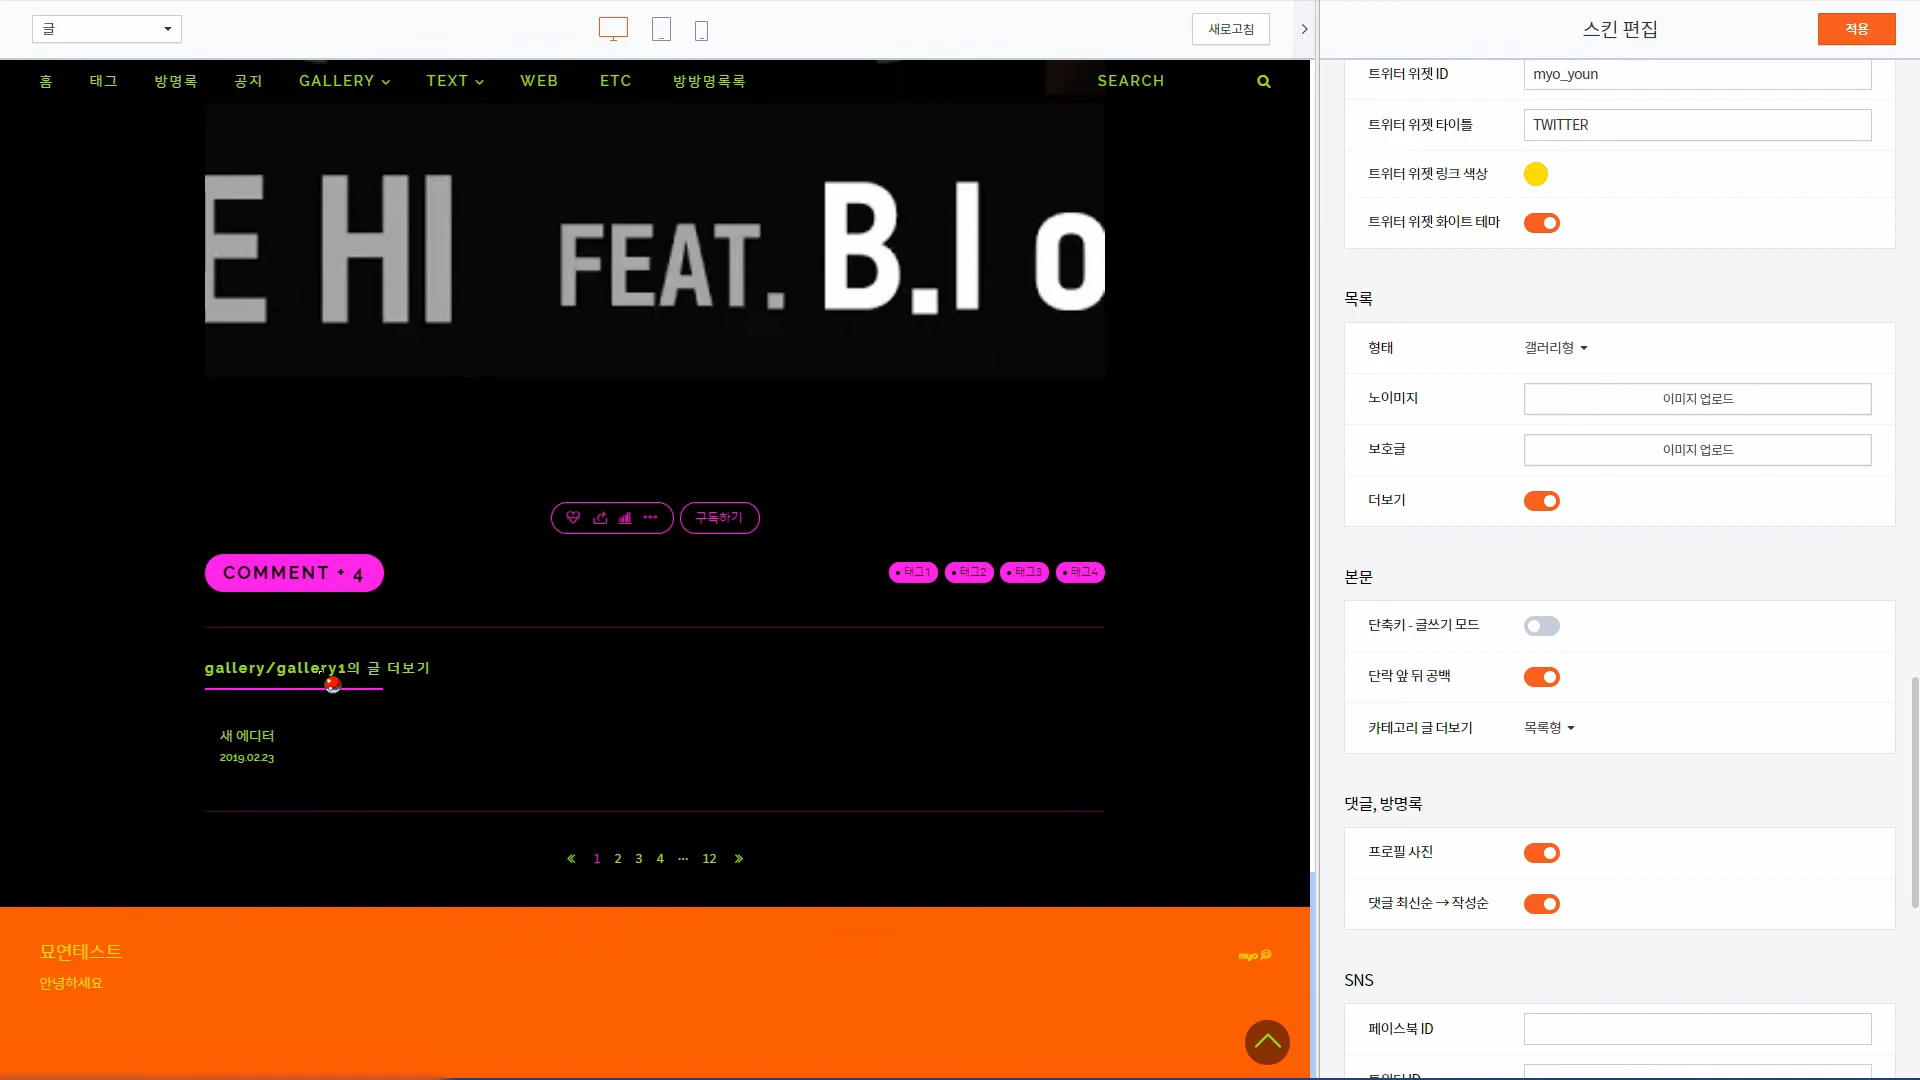 글
새로고침
스킨 편집
적용
홈 태그 방명록 공지 GALLERY TEXT WEB ETC 방방명록록 SEARCH
E HI FEAT. B.I o
구독하기
COMMENT + 4
• 태그1 • 태그2 • 태그3 • 태그4
gallery/gallery1의 글 더보기
새 에디터
2019.02.23
« 1 2 3 4 ··· 12 »
묘연테스트
안녕하세요
myo
트위터 위젯 ID myo_youn
트위터 위젯 타이틀 TWITTER
트위터 위젯 링크 색상
트위터 위젯 화이트 테마
목록
형태 갤러리형
노이미지 이미지 업로드
보호글 이미지 업로드
더보기
본문
단축키 - 글쓰기 모드
단락 앞 뒤 공백
카테고리 글 더보기 목록형
댓글, 방명록
프로필 사진
댓글 최신순 → 작성순
SNS
페이스북 ID